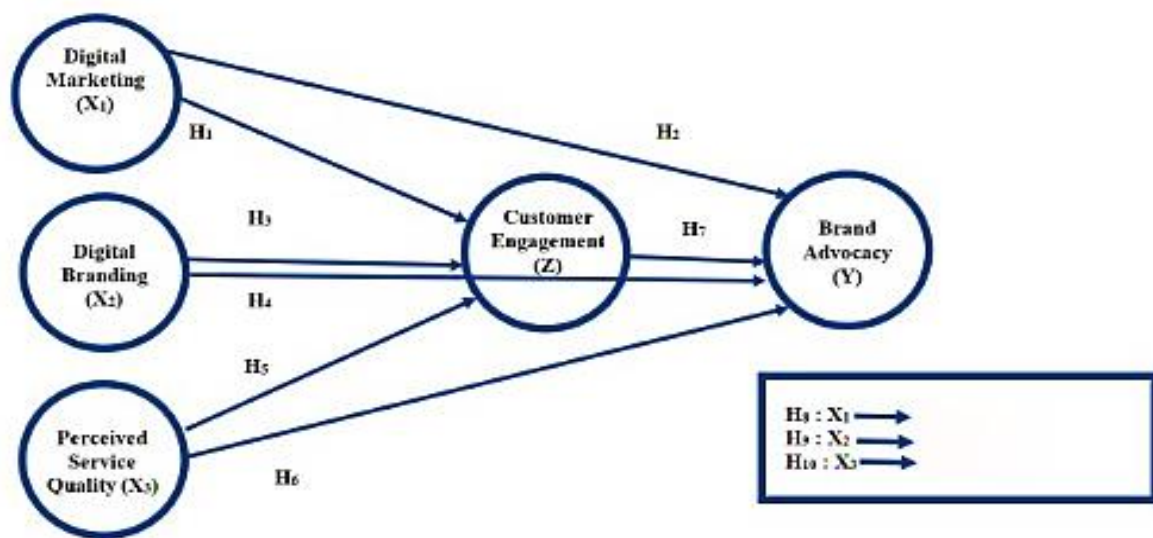 Digital
Marketing
(X₁)
H₁
H₂
H₃
Digital
Branding
(X₂)
H₄
Customer
Engagement
(Z)
H₇
Brand
Advocacy
(Y)
H₅
Perceived
Service
Quality (X₃)
H₆
H₈ : X₁ →
H₉ : X₂ →
H₁₀ : X₃ →